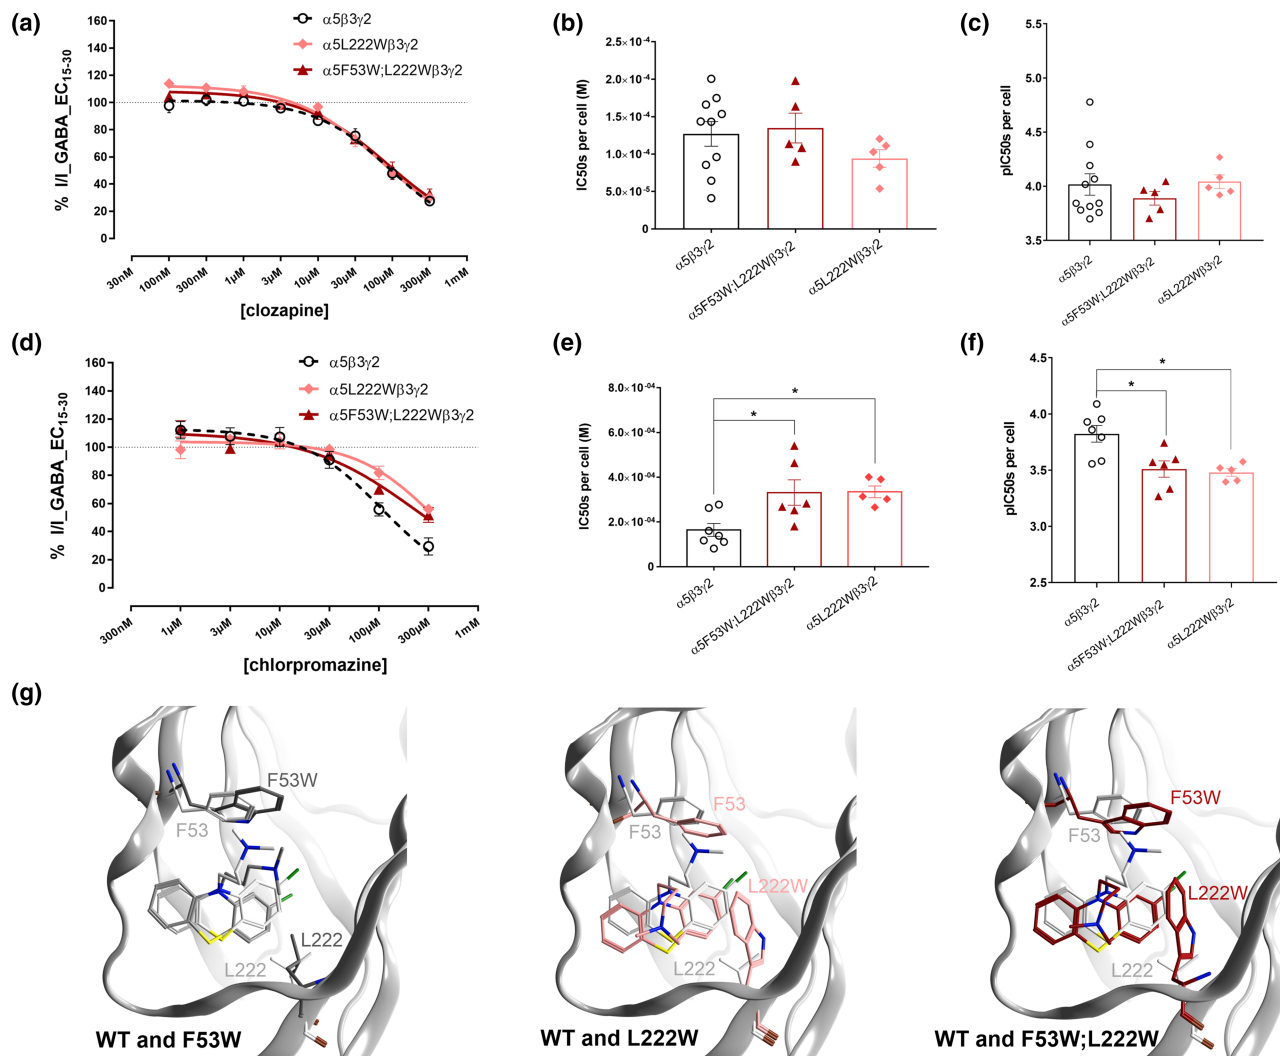 (a)
% I/I_GABA_EC15-30
160
140
120
100
80
60
40
20
0
α5β3γ2
α5L222Wβ3γ2
α5F53W;L222Wβ3γ2
30nM 100nM 300nM 1µM 3µM 10µM 30µM 100µM 300µM 1mM
[clozapine]
(b)
IC50s per cell (M)
2.5×10-4
2.0×10-4
1.5×10-4
1.0×10-4
5.0×10-5
0
α5β3γ2 α5F53W;L222Wβ3γ2 α5L222Wβ3γ2
(c)
pIC50s per cell
5.5
5.0
4.5
4.0
3.5
α5β3γ2 α5F53W;L222Wβ3γ2 α5L222Wβ3γ2
(d)
% I/I_GABA_EC15-30
160
140
120
100
80
60
40
20
0
α5β3γ2
α5L222Wβ3γ2
α5F53W;L222Wβ3γ2
300nM 1µM 3µM 10µM 30µM 100µM 300µM 1mM
[chlorpromazine]
(e)
IC50s per cell (M)
8.0×10-04
6.0×10-04
4.0×10-04
2.0×10-04
0
*
*
α5β3γ2 α5F53W;L222Wβ3γ2 α5L222Wβ3γ2
(f)
pIC50s per cell
4.5
4.0
3.5
3.0
2.5
*
*
α5β3γ2 α5F53W;L222Wβ3γ2 α5L222Wβ3γ2
(g)
F53W
F53
L222
L222
WT and F53W
F53
F53
L222W
L222
WT and L222W
F53W
F53
L222W
L222
WT and F53W;L222W